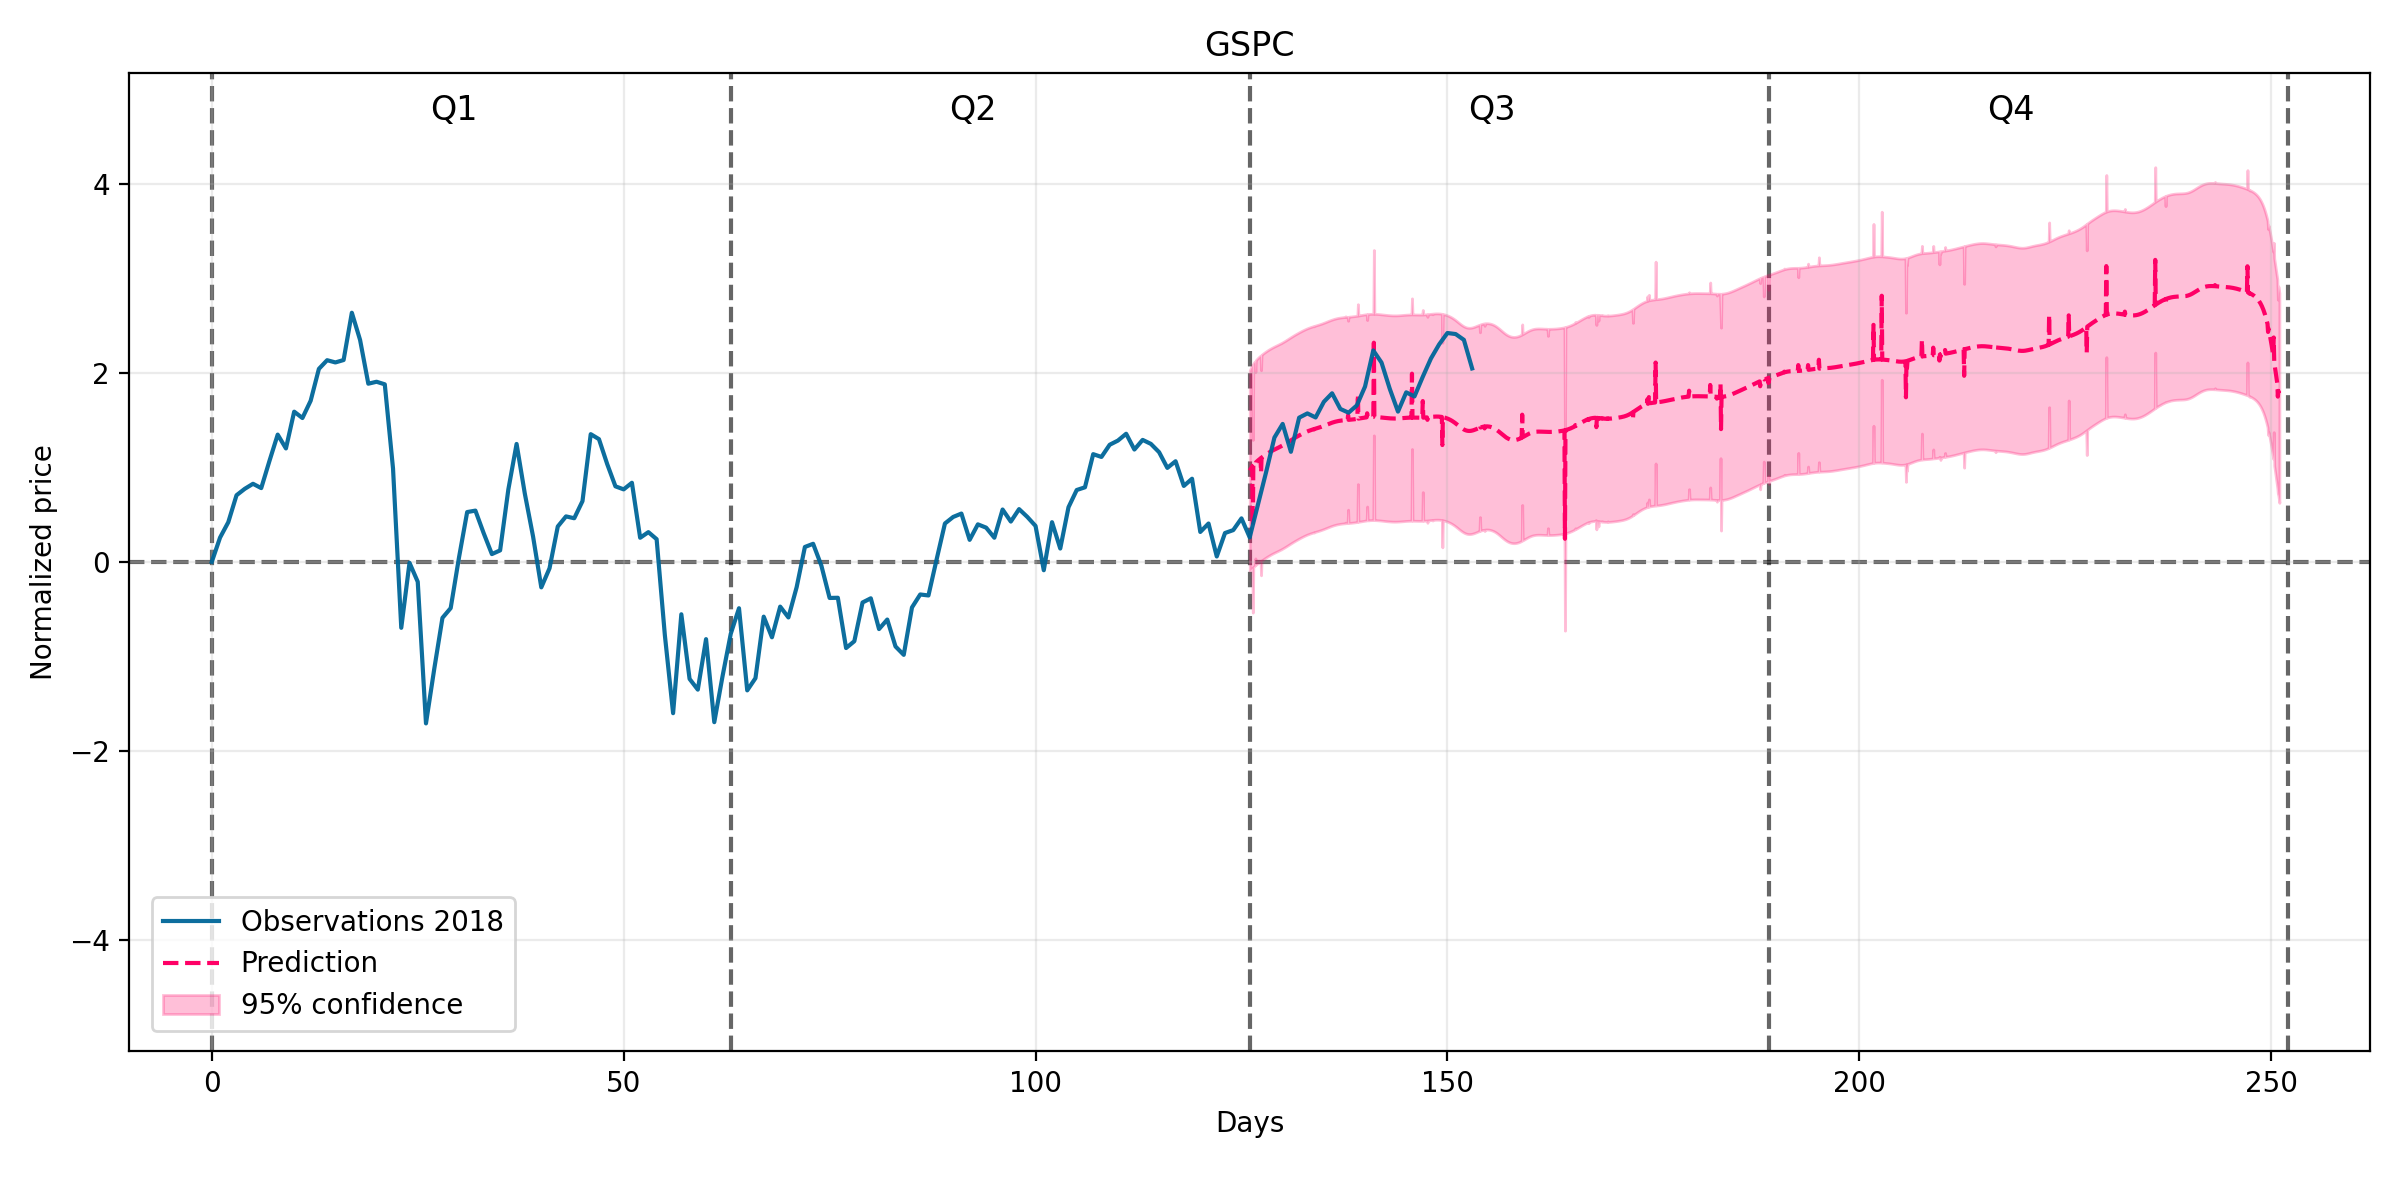 GSPC
Q1 Q2 Q3 Q4
4
2
0
−2
−4
Normalized price
Observations 2018
Prediction
95% confidence
0 50 100 150 200 250
Days